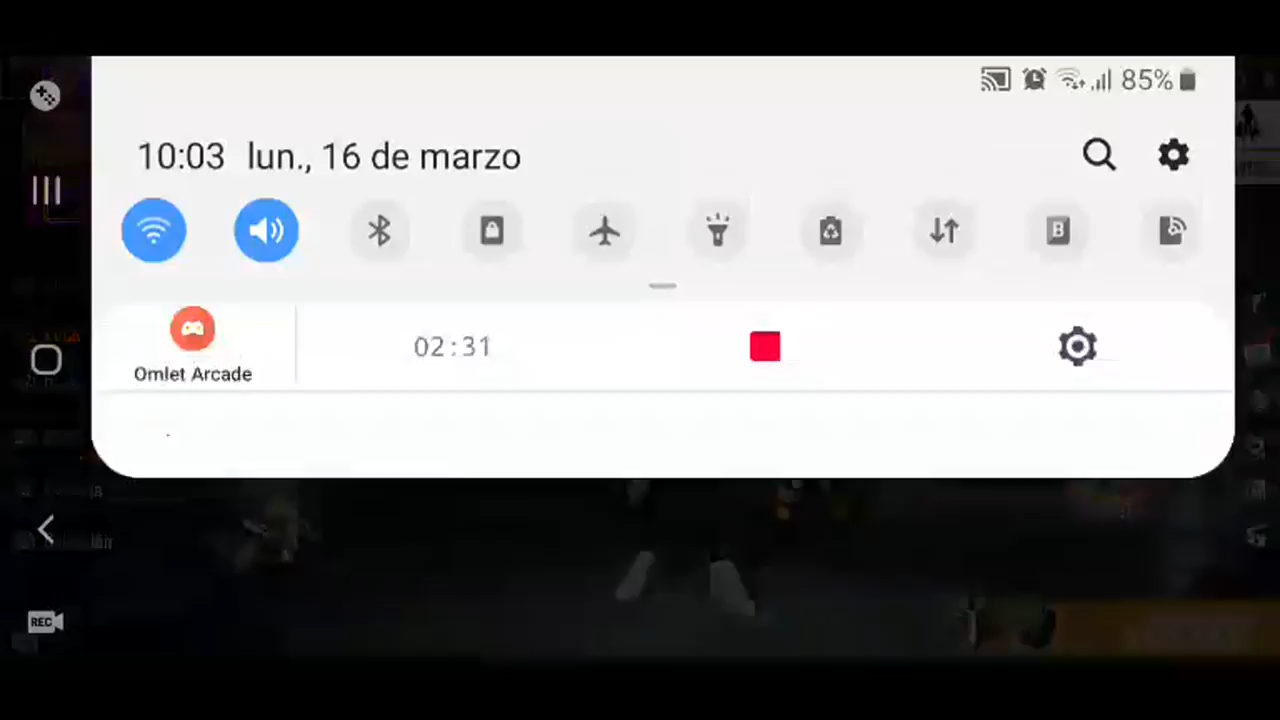 85%
10:03 lun., 16 de marzo
B
Omlet Arcade
02:31
REC